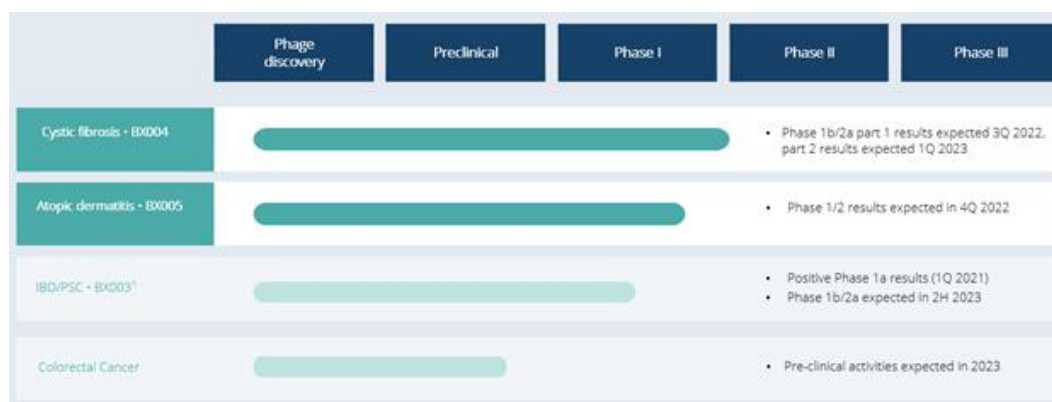 Phage
discovery
Preclinical
Phase I
Phase II
Phase III
Cystic fibrosis • BX004
• Phase 1b/2a part 1 results expected 3Q 2022,
part 2 results expected 1Q 2023
Atopic dermatitis • BX005
• Phase 1/2 results expected in 4Q 2022
IBD/PSC • BX003¹
• Positive Phase 1a results (1Q 2021)
• Phase 1b/2a expected in 2H 2023
Colorectal Cancer
• Pre-clinical activities expected in 2023